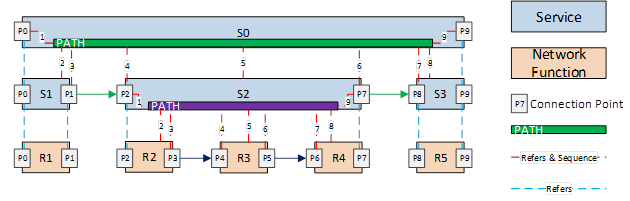 P0 S0 P9
1 9
PATH
2 3 4 5 6 7 8
P0 S1 P1 P2 S2 P7 P8 S3 P9
1 9
PATH
2 3 4 5 6 7 8
P0 R1 P1 P2 R2 P3 P4 R3 P5 P6 R4 P7 P8 R5 P9
Service
Network
Function
P7 Connection Point
PATH
Refers & Sequence
Refers